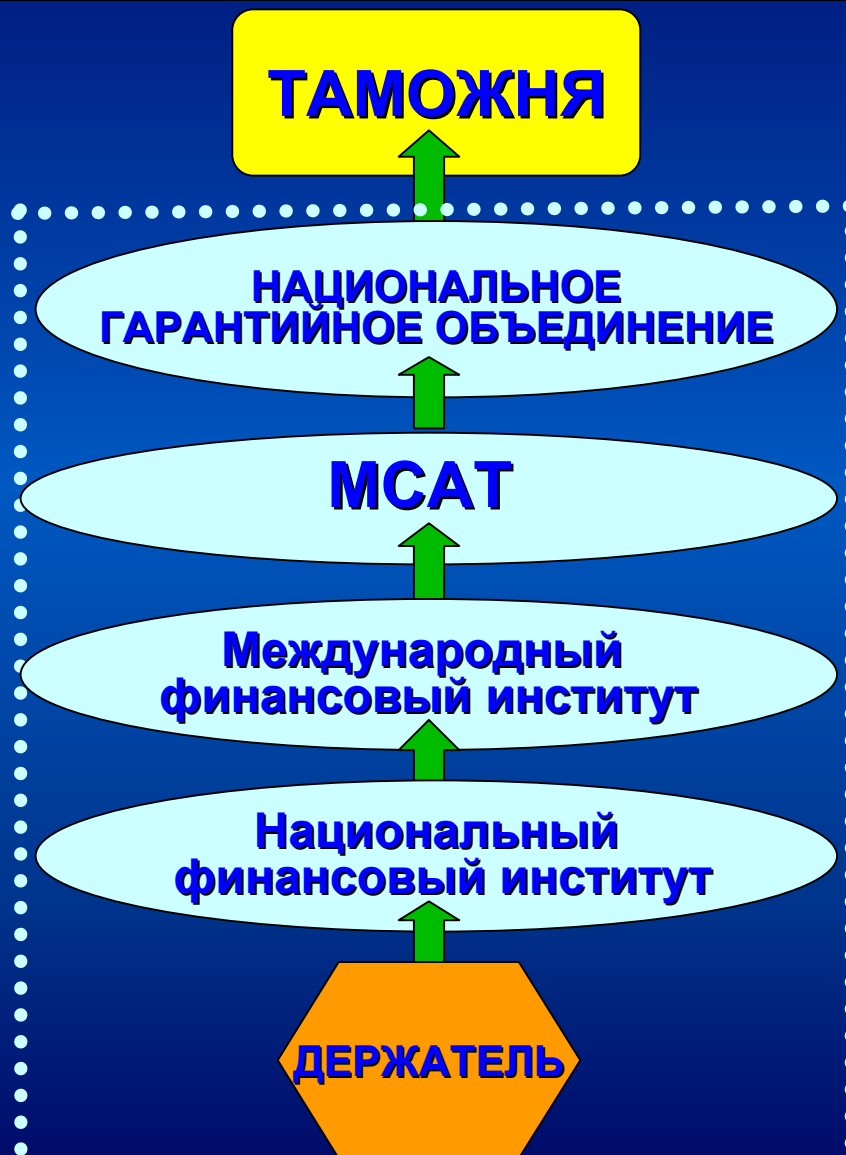 ТАМОЖНЯ
НАЦИОНАЛЬНОЕ
ГАРАНТИЙНОЕ ОБЪЕДИНЕНИЕ
МСАТ
Международный
финансовый институт
Национальный
финансовый институт
ДЕРЖАТЕЛЬ